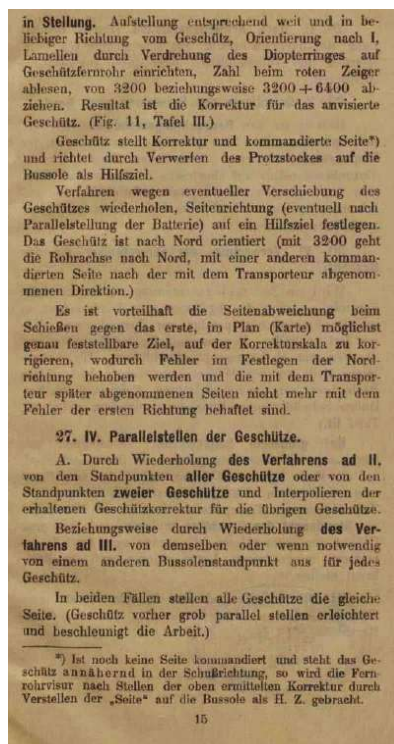 in Stellung. Aufstellung entsprechend weit und in be-
liebiger Richtung vom Geschütz, Orientierung nach I,
Lamellen durch Verdrehung des Diopterringes auf
Geschützfernrohr einrichten, Zahl beim roten Zeiger
ablesen, von 3200 beziehungsweise 3200 + 6400 ab-
ziehen. Resultat ist die Korrektur für das anvisierte
Geschütz. (Fig. 11, Tafel III.)
Geschütz stellt Korrektur und kommandierte Seite*)
und richtet durch Verwerfen des Protzstockes auf die
Bussole als Hilfsziel.
Verfahren wegen eventueller Verschiebung des
Geschützes wiederholen, Seitenrichtung (eventuell nach
Parallelstellung der Batterie) auf ein Hilfsziel festlegen.
Das Geschütz ist nach Nord orientiert (mit 3200 geht
die Rohrachse nach Nord, mit einer anderen komman-
dierten Seite nach der mit dem Transporteur abgenom-
menen Direktion.)
Es ist vorteilhaft die Seitenabweichung beim
Schießen gegen das erste, im Plan (Karte) möglichst
genau feststellbare Ziel, auf der Korrekturskala zu kor-
rigieren, wodurch Fehler im Festlegen der Nord-
richtung behoben werden und die mit dem Transpor-
teur später abgenommenen Seiten nicht mehr mit dem
Fehler der ersten Richtung behaftet sind.
27. IV. Parallelstellen der Geschütze.
A. Durch Wiederholung des Verfahrens ad II.
von den Standpunkten aller Geschütze oder von den
Standpunkten zweier Geschütze und Interpolieren der
erhaltenen Geschützkorrektur für die übrigen Geschütze.
Beziehungsweise durch Wiederholung des Ver-
fahrens ad III. von demselben oder wenn notwendig
von einem anderen Bussolenstandpunkt aus für jedes
Geschütz.
In beiden Fällen stellen alle Geschütze die gleiche
Seite. (Geschütz vorher grob parallel stellen erleichtert
und beschleunigt die Arbeit.)
*) Ist noch keine Seite kommandiert und steht das Ge-
schütz annähernd in der Schußrichtung, so wird die Fern-
rohrvisur nach Stellen der oben ermittelten Korrektur durch
Verstellen der „Seite“ auf die Bussole als H. Z. gebracht.
15